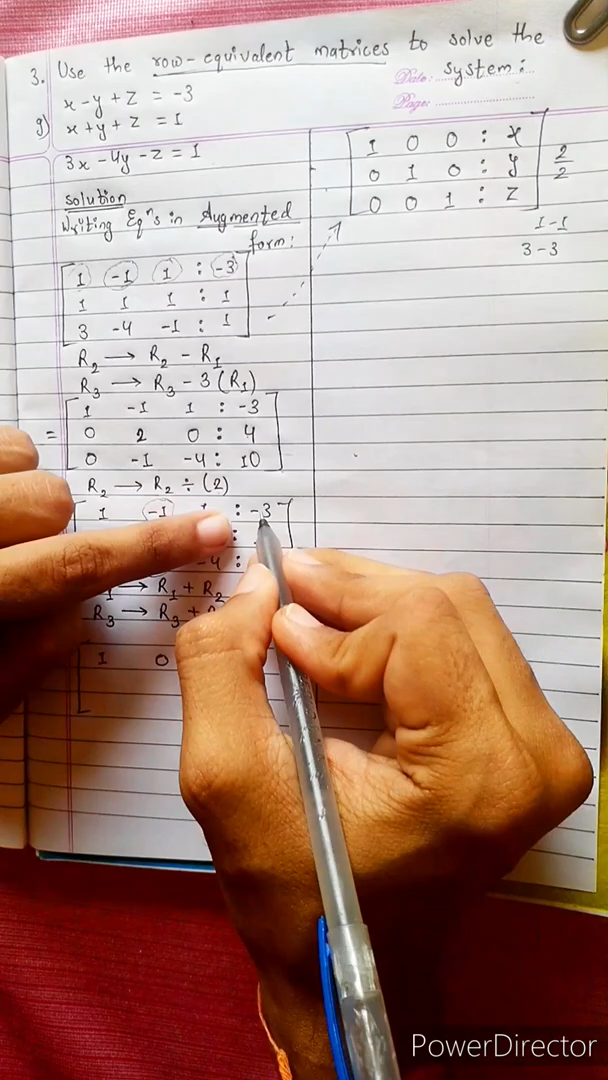 3. Use the row-equivalent matrices to solve the
system:
Date:
Page:
g) x - y + z = -3
x + y + z = 1
3x - 4y - z = 1
solution
Writing Eqⁿs in Augmented
form:
1 -1 1 : -3
1 1 1 : 1
3 -4 -1 : 1
R₂ → R₂ - R₁
R₃ → R₃ - 3 (R₁)
1 -1 1 : -3
= 0 2 0 : 4
0 -1 -4 : 10
R₂ → R₂ ÷ (2)
1 -1 : -3
:
-4 :
→ R₁ + R₂
R₃ → R₃ +
1 0
1 0 0 : x
0 1 0 : y
0 0 1 : z
2/2
1-1
3-3
PowerDirector